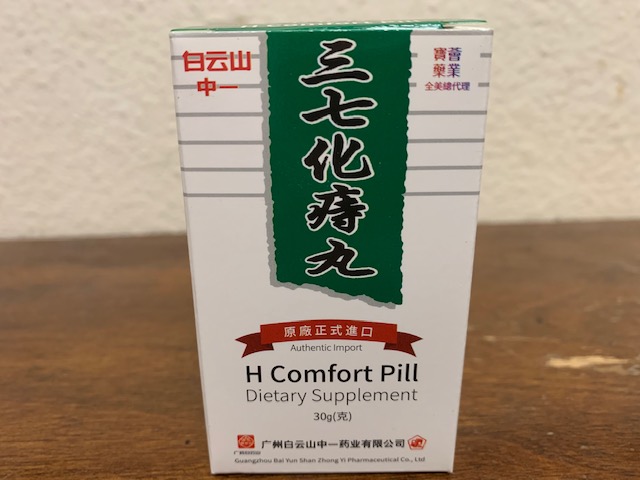 白云山
中一
三七化痔丸
寶薈
藥業
全美總代理
原廠正式進口
Authentic Import
H Comfort Pill
Dietary Supplement
30g(克)
广州白云山中一药业有限公司
Guangzhou Bai Yun Shan Zhong Yi Pharmaceutical Co., Ltd